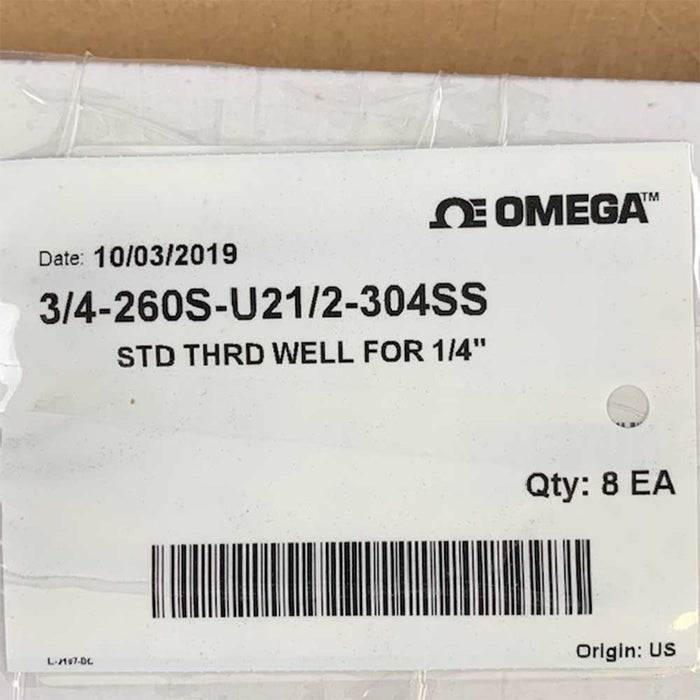 OMEGA™
Date: 10/03/2019
3/4-260S-U21/2-304SS
STD THRD WELL FOR 1/4"
Qty: 8 EA
Origin: US